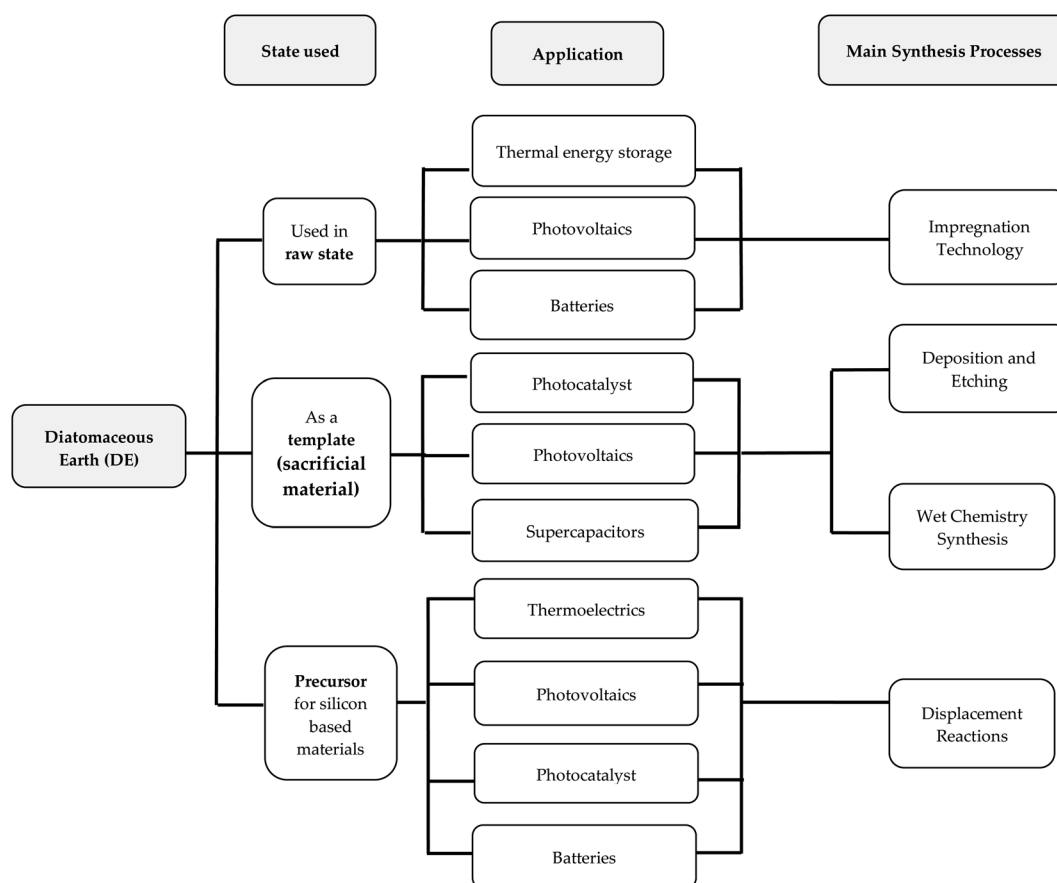 State used
Application
Main Synthesis Processes
Thermal energy storage
Used in
raw state
Photovoltaics
Impregnation
Technology
Batteries
Diatomaceous
Earth (DE)
As a
template
(sacrificial
material)
Photocatalyst
Photovoltaics
Supercapacitors
Deposition and
Etching
Wet Chemistry
Synthesis
Precursor
for silicon
based
materials
Thermoelectrics
Photovoltaics
Photocatalyst
Batteries
Displacement
Reactions